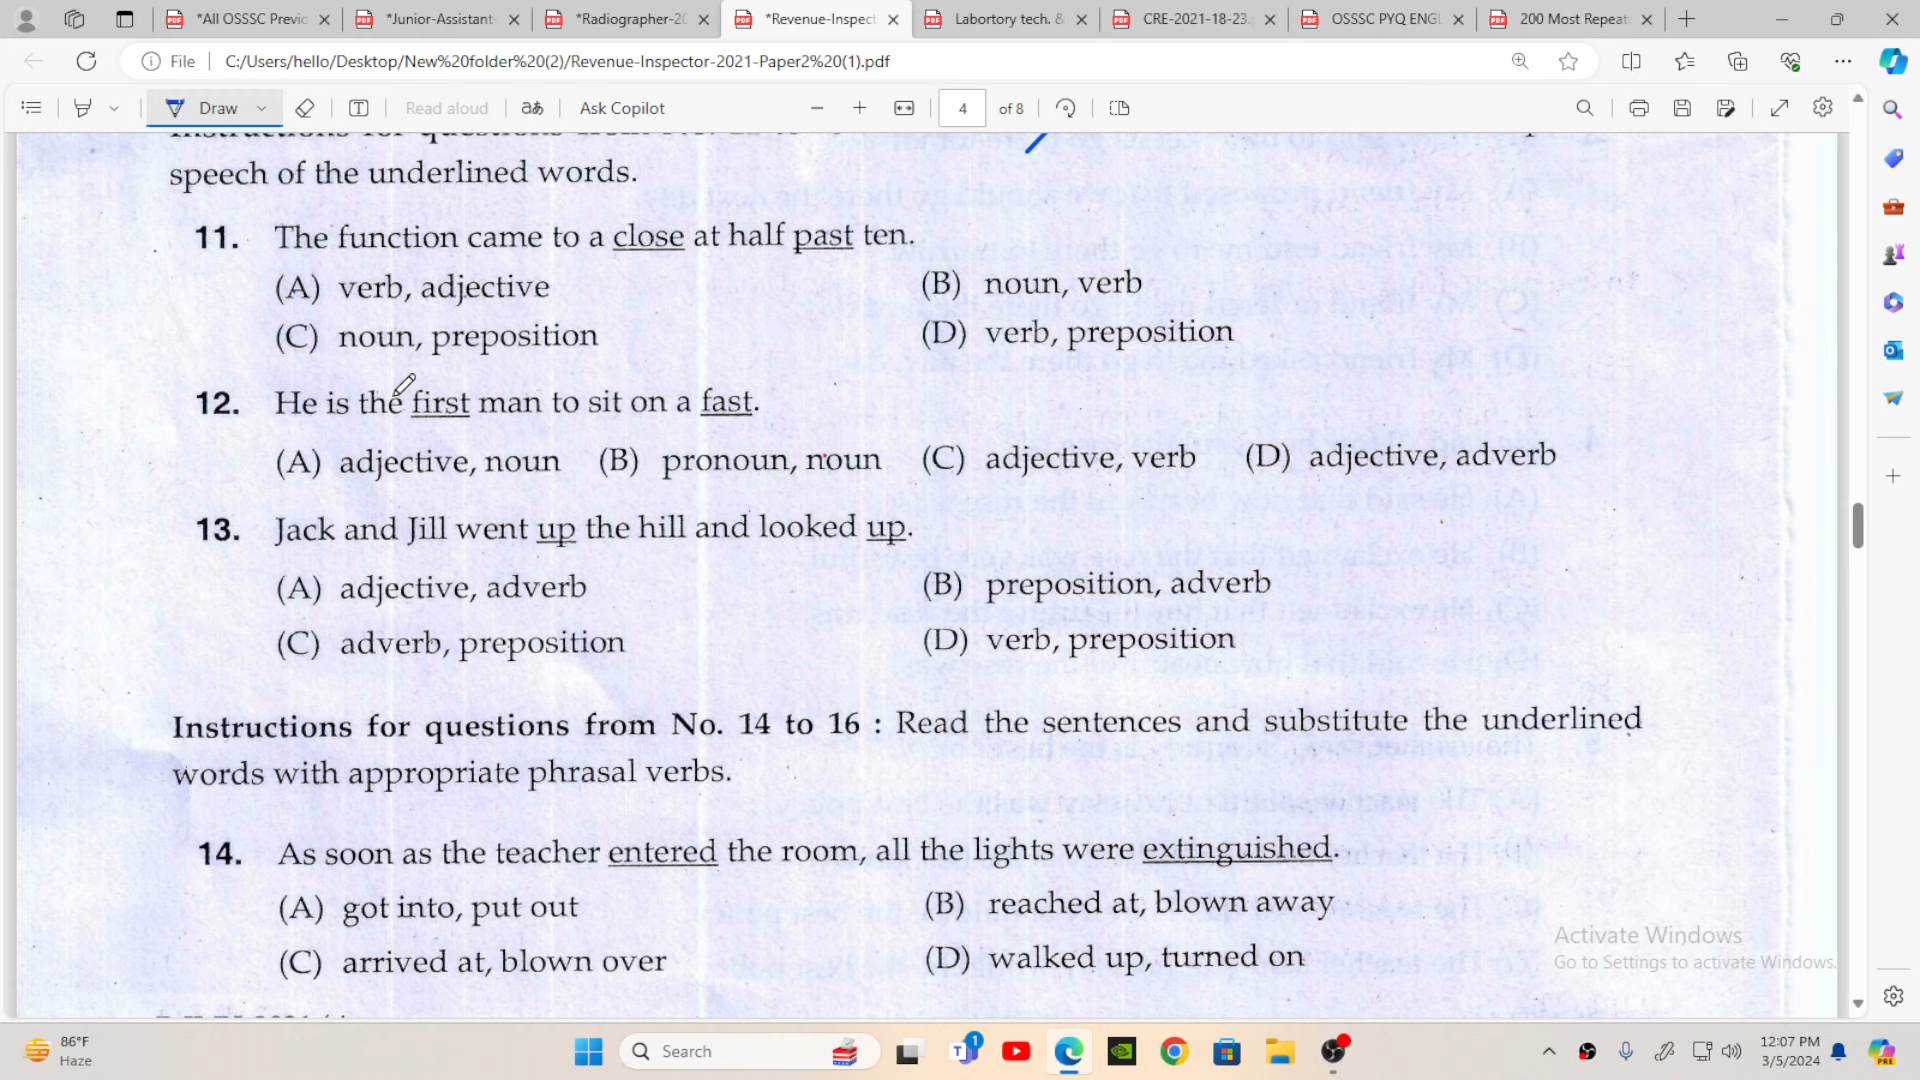 *All OSSSC Previo
*Junior-Assistant-
*Radiographer-20
*Revenue-Inspect
Labortory tech. &
CRE-2021-18-23.p
OSSSC PYQ ENGL
200 Most Repeat
File
C:/Users/hello/Desktop/New%20folder%20(2)/Revenue-Inspector-2021-Paper2%20(1).pdf
Draw
Read aloud
Ask Copilot
4 of 8
speech of the underlined words.
11. The function came to a close at half past ten.
(A) verb, adjective (B) noun, verb
(C) noun, preposition (D) verb, preposition
12. He is the first man to sit on a fast.
(A) adjective, noun (B) pronoun, noun (C) adjective, verb (D) adjective, adverb
13. Jack and Jill went up the hill and looked up.
(A) adjective, adverb (B) preposition, adverb
(C) adverb, preposition (D) verb, preposition
Instructions for questions from No. 14 to 16 : Read the sentences and substitute the underlined
words with appropriate phrasal verbs.
14. As soon as the teacher entered the room, all the lights were extinguished.
(A) got into, put out (B) reached at, blown away
(C) arrived at, blown over (D) walked up, turned on
Activate Windows
Go to Settings to activate Windows.
86°F
Haze
Search
1
12:07 PM
3/5/2024
PRE